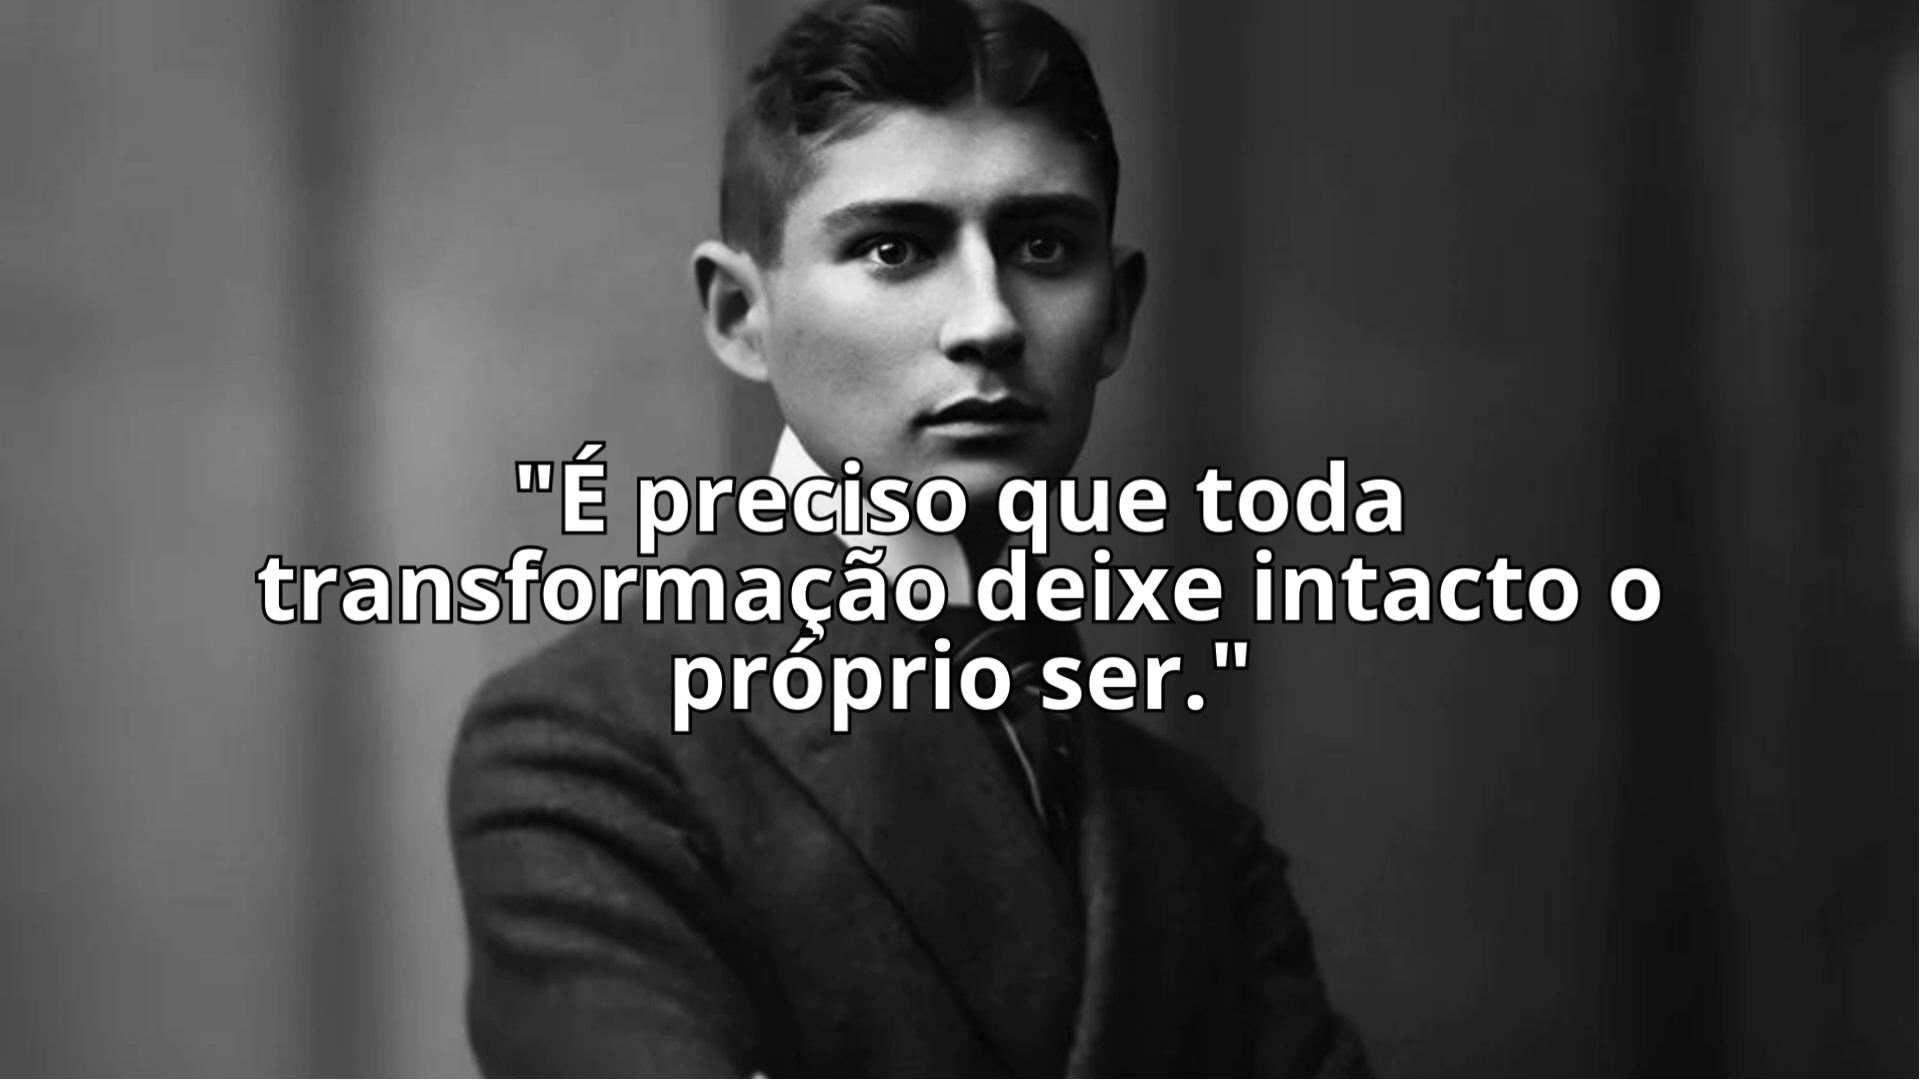 "É preciso que toda
transformação deixe intacto o
próprio ser."